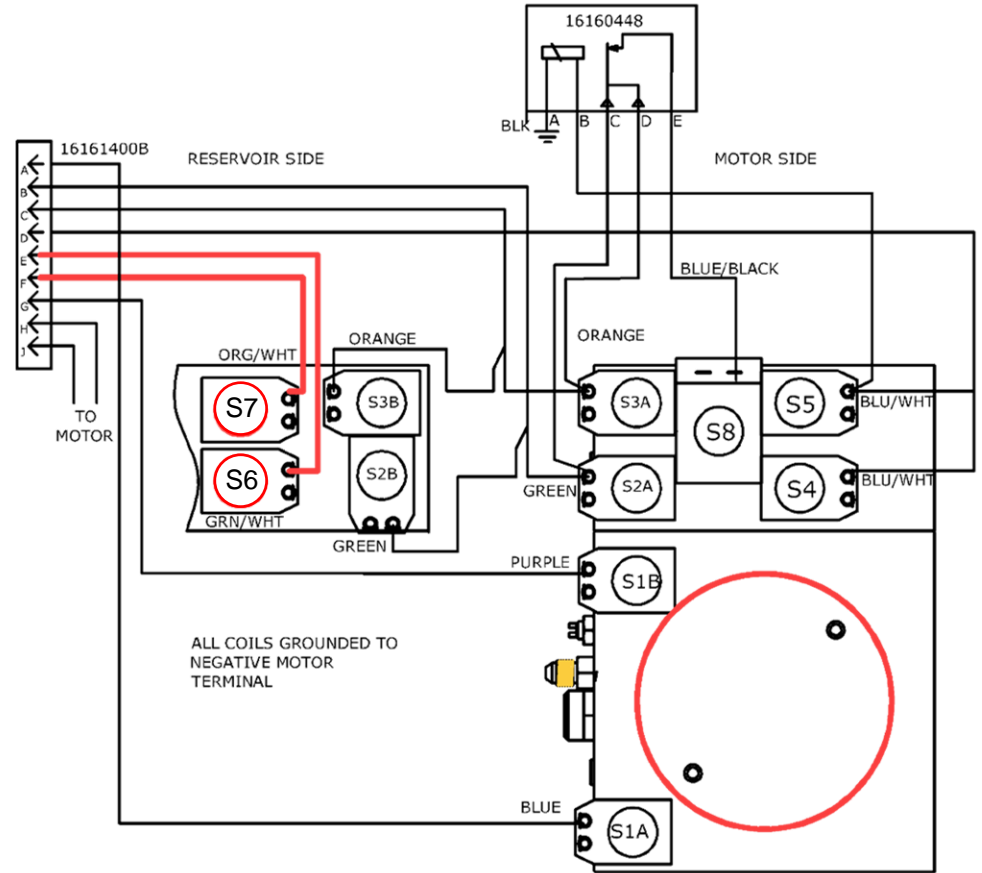 16160448
BLK
A
B
C
D
E
16161400B
RESERVOIR SIDE
MOTOR SIDE
A
B
C
D
E
F
G
H
J
BLUE/BLACK
ORANGE
ORANGE
ORG/WHT
TO
MOTOR
S7
S3B
S3A
S8
S5
BLU/WHT
S6
S2B
S2A
S4
BLU/WHT
GREEN
GRN/WHT
GREEN
PURPLE
S1B
ALL COILS GROUNDED TO
NEGATIVE MOTOR
TERMINAL
BLUE
S1A